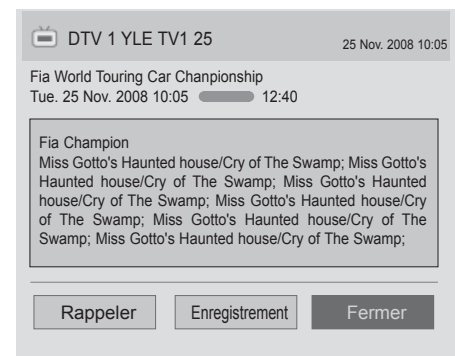 DTV 1 YLE TV1 25
25 Nov. 2008 10:05
Fia World Touring Car Chanpionship
Tue. 25 Nov. 2008 10:05 12:40
Fia Champion
Miss Gotto's Haunted house/Cry of The Swamp; Miss Gotto's
Haunted house/Cry of The Swamp; Miss Gotto's Haunted
house/Cry of The Swamp; Miss Gotto's Haunted house/Cry
of The Swamp; Miss Gotto's Haunted house/Cry of The
Swamp; Miss Gotto's Haunted house/Cry of The Swamp;
Rappeler
Enregistrement
Fermer